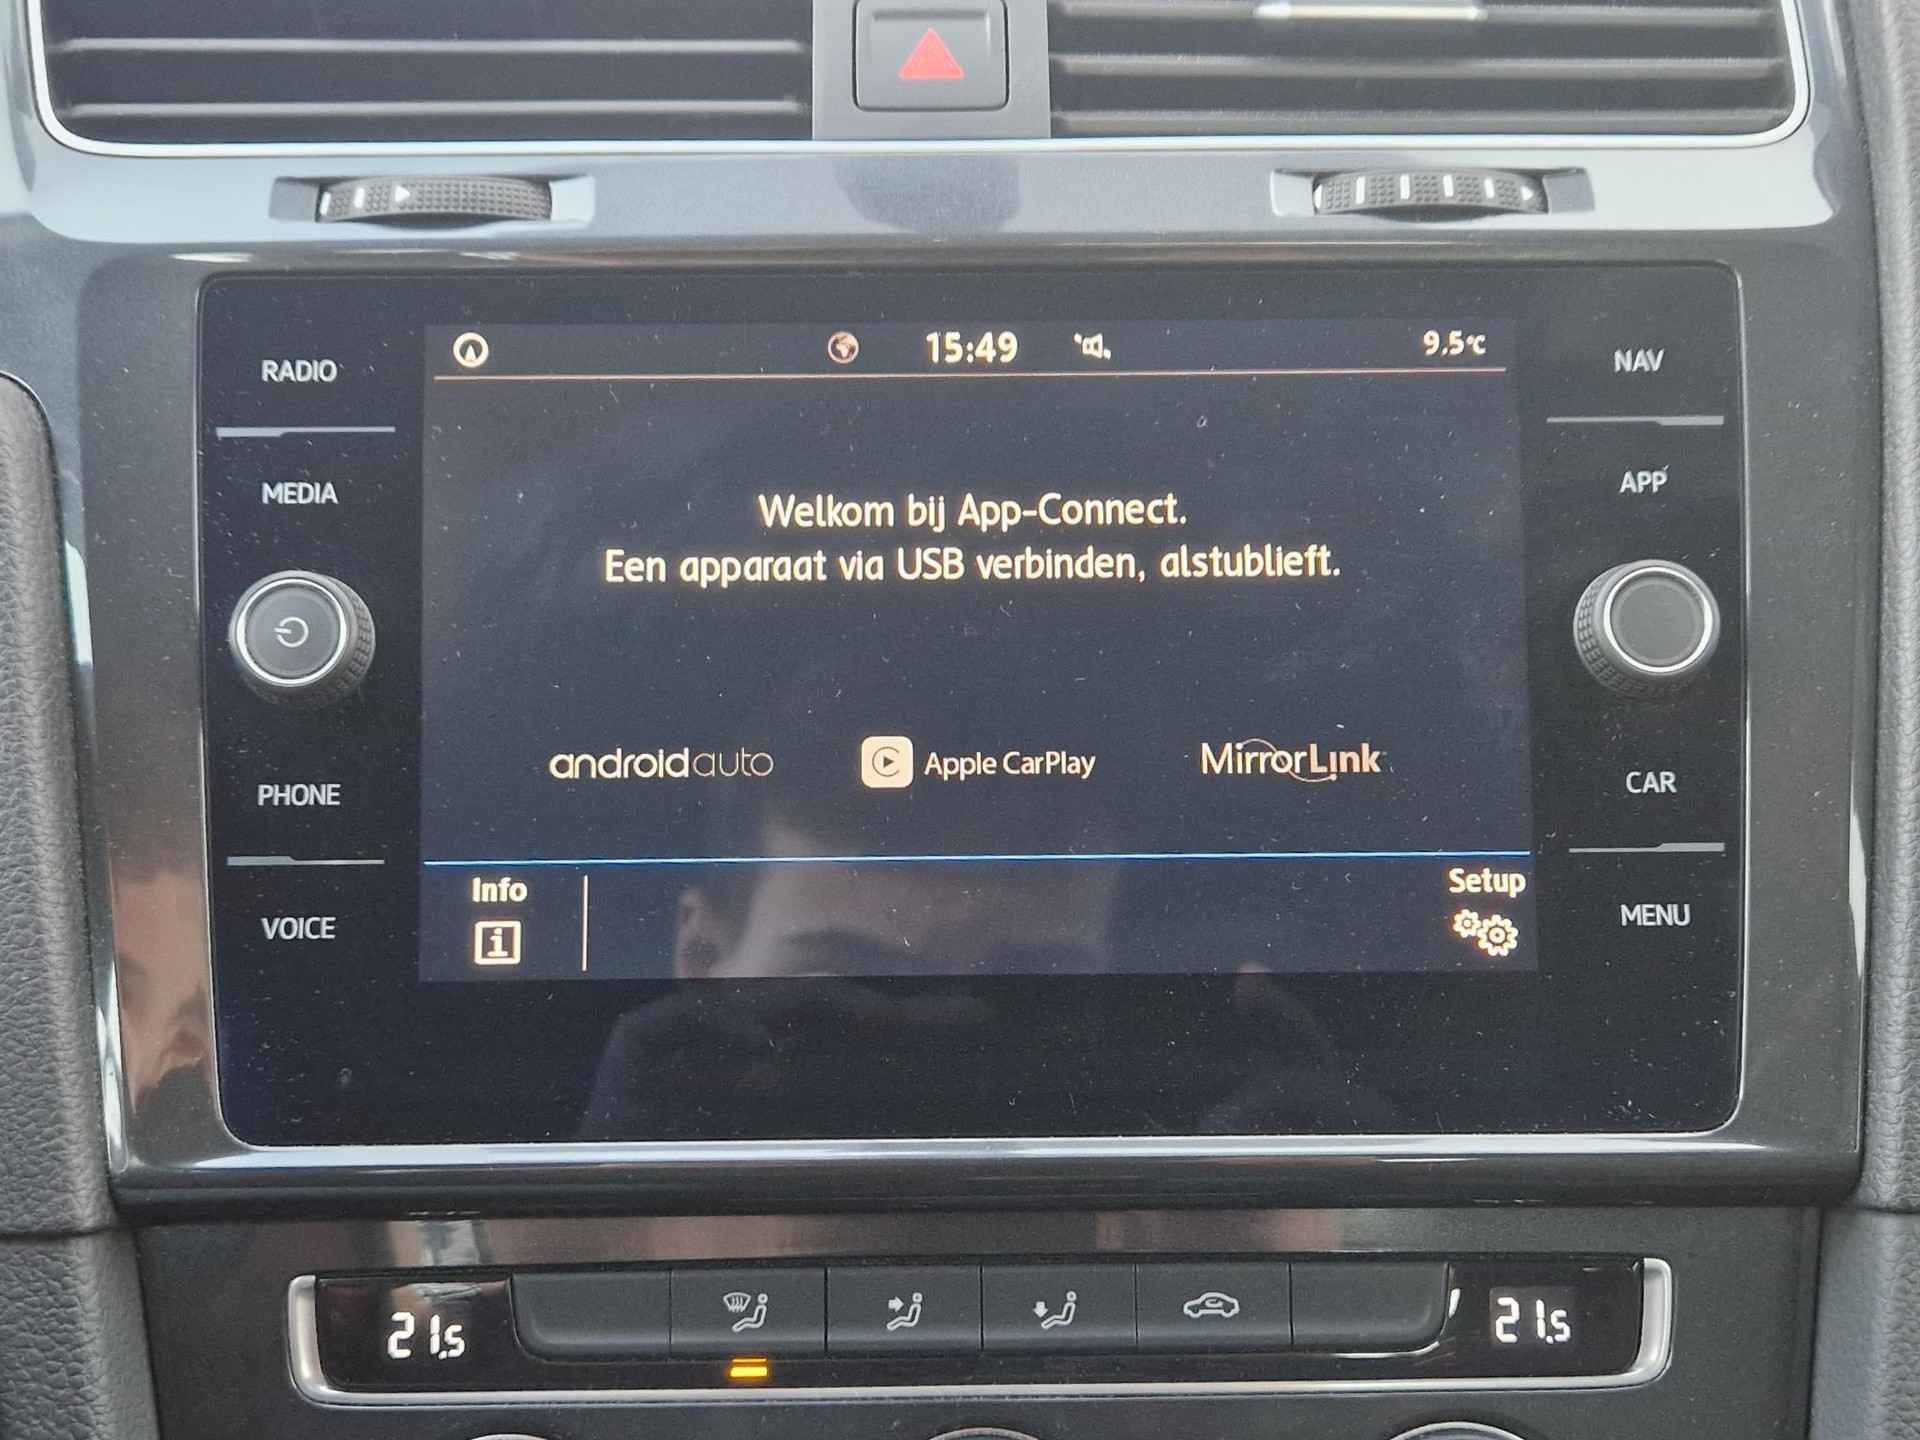 RADIO
MEDIA
PHONE
VOICE
15:49
9.5°C
Welkom bij App-Connect.
Een apparaat via USB verbinden, alstublieft.
androidauto
Apple CarPlay
MirrorLink
Info
i
Setup
NAV
APP
CAR
MENU
21.5
21.5